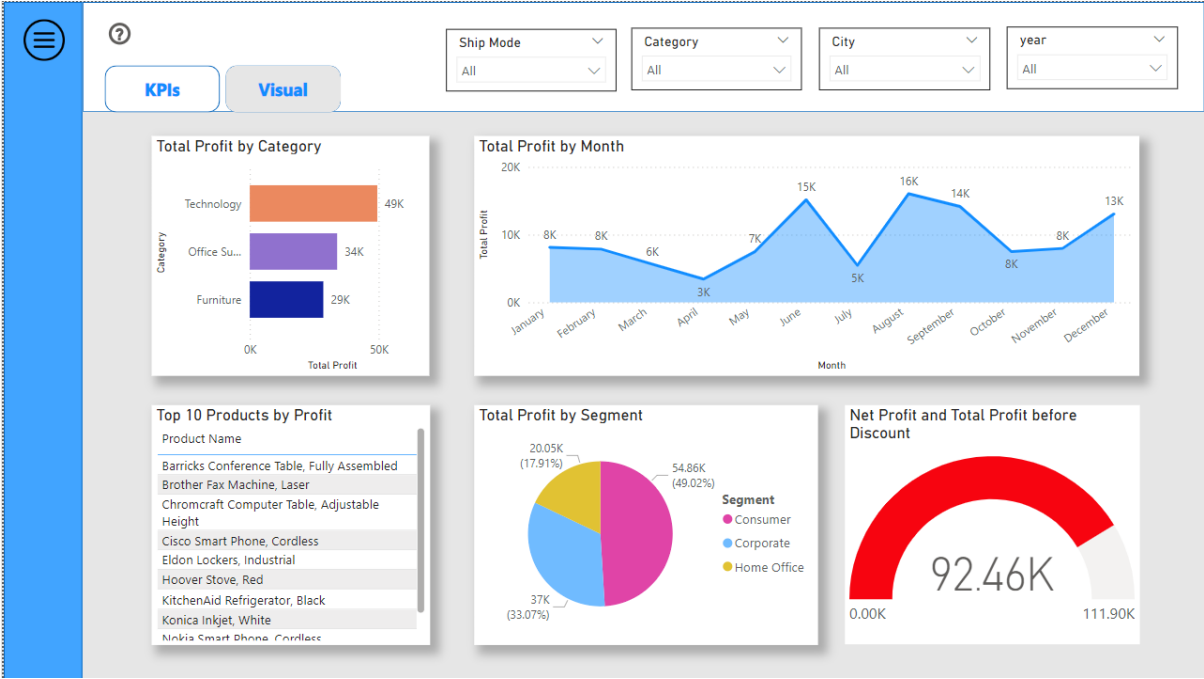 ?
Ship Mode
All
Category
All
City
All
year
All
KPIs
Visual
Total Profit by Category
Category
Technology
49K
Office Su...
34K
Furniture
29K
0K
50K
Total Profit
Total Profit by Month
Total Profit
20K
10K
0K
8K
8K
6K
3K
7K
15K
5K
16K
14K
8K
8K
13K
January
February
March
April
May
June
July
August
September
October
November
December
Month
Top 10 Products by Profit
Product Name
Barricks Conference Table, Fully Assembled
Brother Fax Machine, Laser
Chromcraft Computer Table, Adjustable
Height
Cisco Smart Phone, Cordless
Eldon Lockers, Industrial
Hoover Stove, Red
KitchenAid Refrigerator, Black
Konica Inkjet, White
Nokia Smart Phone, Cordless
Total Profit by Segment
20.05K
(17.91%)
54.86K
(49.02%)
37K
(33.07%)
Segment
Consumer
Corporate
Home Office
Net Profit and Total Profit before
Discount
92.46K
0.00K
111.90K